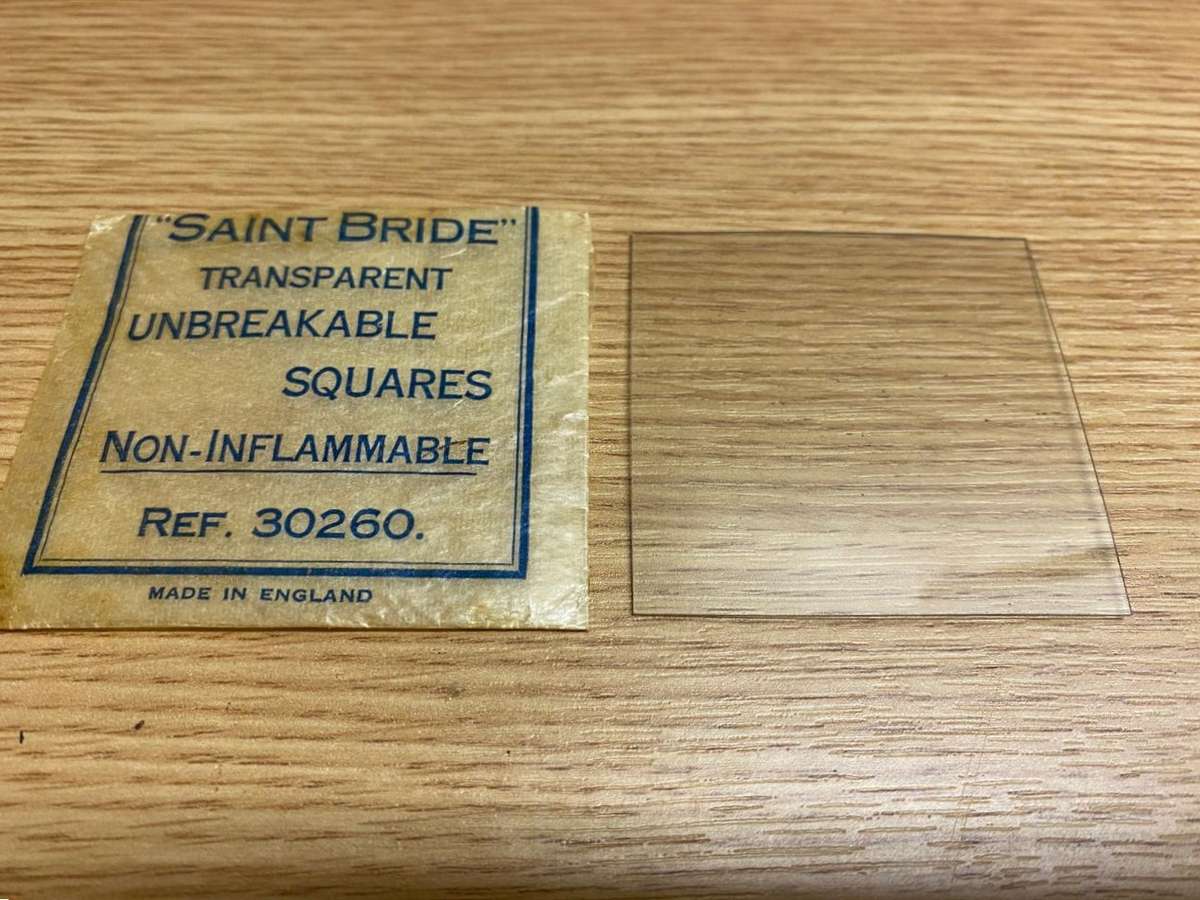 "SAINT BRIDE"
TRANSPARENT
UNBREAKABLE
SQUARES
NON-INFLAMMABLE
REF. 30260.
MADE IN ENGLAND